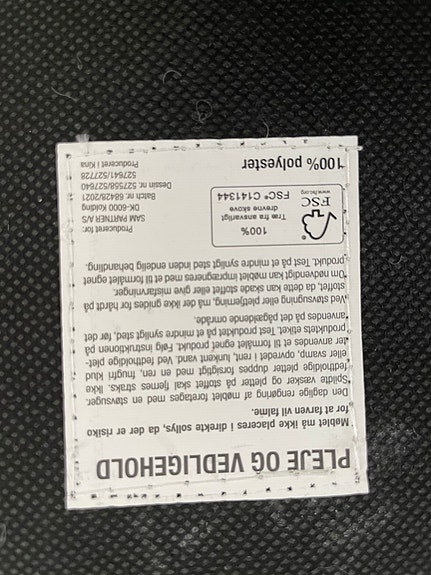 PLEJE OG VEDLIGEHOLD
Møblet må ikke placeres i direkte sollys, da der er risiko
for at farven vil falme.
Den daglige rengøring af møblet foretages med en støvsuger.
Spildte væsker og pletter på stoffet skal fjernes straks. Ikke
fedtholdige pletter duppes forsigtigt med en ren, fnugfri klud
eller svamp, opvredet i rent, lunkent vand. Ved fedtholdige plet-
ter anvendes et til formålet egnet produkt. Følg instruktionen på
produktets etiket. Test produktet på et mindre synligt sted, før det
anvendes på det pågældende område.
Ved støvsugning eller pletfjerning, må der ikke gnides for hårdt på
stoffet, da dette kan skade stoffet eller give misfarvninger.
Om nødvendigt kan møblet imprægneres med et til formålet egnet
produkt. Test på et mindre synligt sted inden endelig behandling.
FSC
www.fsc.org
100%
Træ fra ansvarligt
drevne skove
FSC® C141344
100% polyester
Produceret for:
SAM PARTNER A/S
DK-6000 Kolding
Batch nr. 68428/2021
Dessin nr. 527558/527640
527641/527728
Produceret i Kina